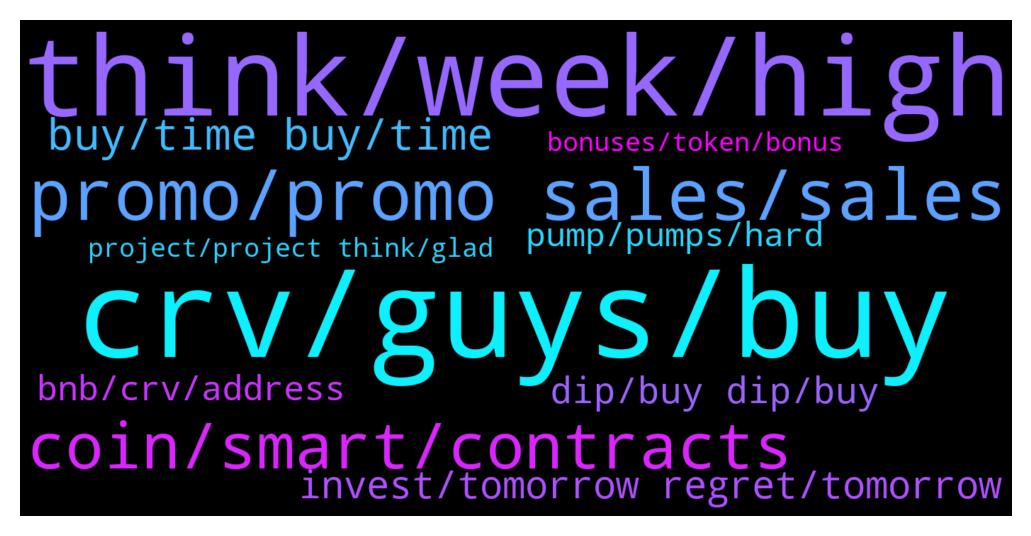 think/week/high
buy/time buy/time
bonuses/token/bonus
promo/promo
sales/sales
project/project think/glad
pump/pumps/hard
crv/guys/buy
bnb/crv/address
dip/buy dip/buy
coin/smart/contracts
invest/tomorrow regret/tomorrow